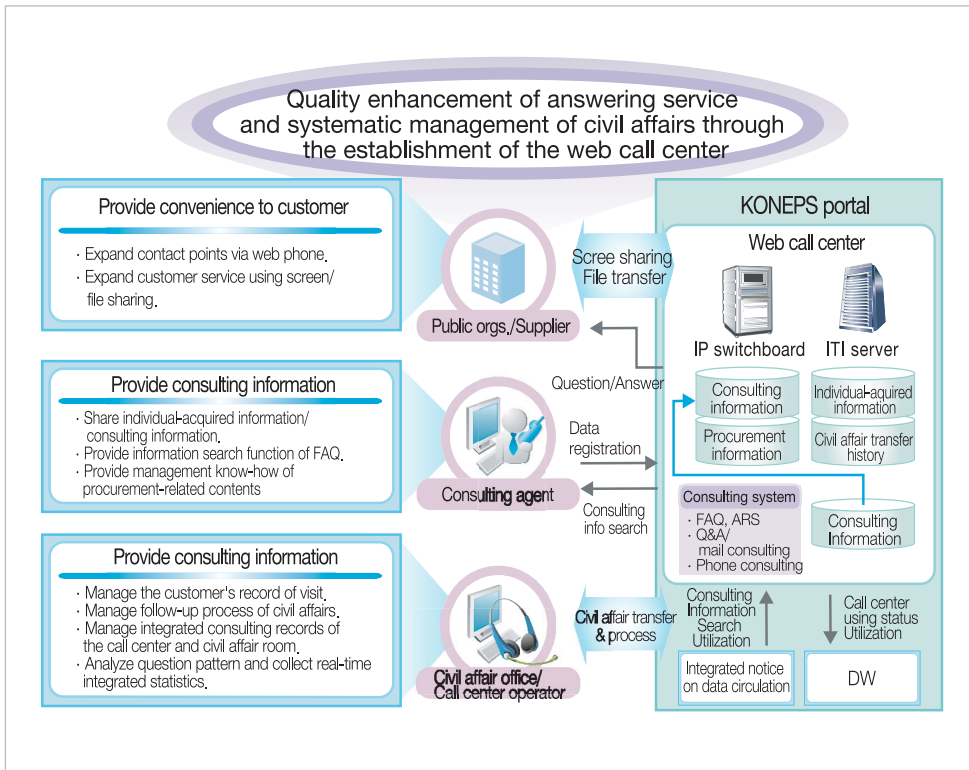 Quality enhancement of answering service
and systematic management of civil affairs through
the establishment of the web call center
Provide convenience to customer
· Expand contact points via web phone.
· Expand customer service using screen/
file sharing.
Public orgs./Supplier
Scree sharing
File transfer
Question/Answer
Provide consulting information
· Share individual-acquired information/
consulting information.
· Provide information search function of FAQ.
· Provide management know-how of
procurement-related contents
Consulting agent
Data
registration
Consulting
info search
Provide consulting information
· Manage the customer's record of visit.
· Manage follow-up process of civil affairs.
· Manage integrated consulting records of
the call center and civil affair room.
· Analyze question pattern and collect real-time
integrated statistics.
Civil affair office/
Call center operator
Civil affair transfer
& process
KONEPS portal
Web call center
IP switchboard
ITI server
Consulting
information
Individual-aquired
information
Procurement
information
Civil affair transfer
history
Consulting system
· FAQ, ARS
· Q&A/
mail consulting
· Phone consulting
Consulting
Information
Consulting
Information
Search
Utilization
Call center
using status
Utilization
Integrated notice
on data circulation
DW